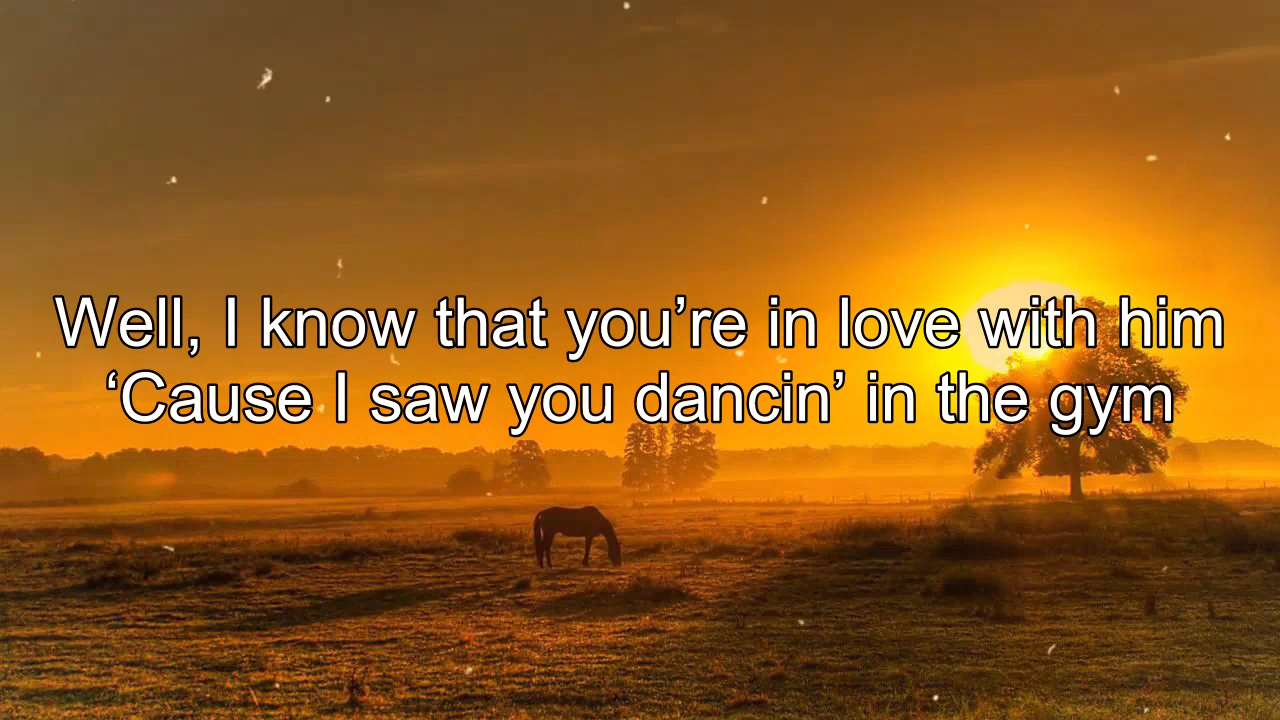 Well, I know that you’re in love with him
‘Cause I saw you dancin’ in the gym